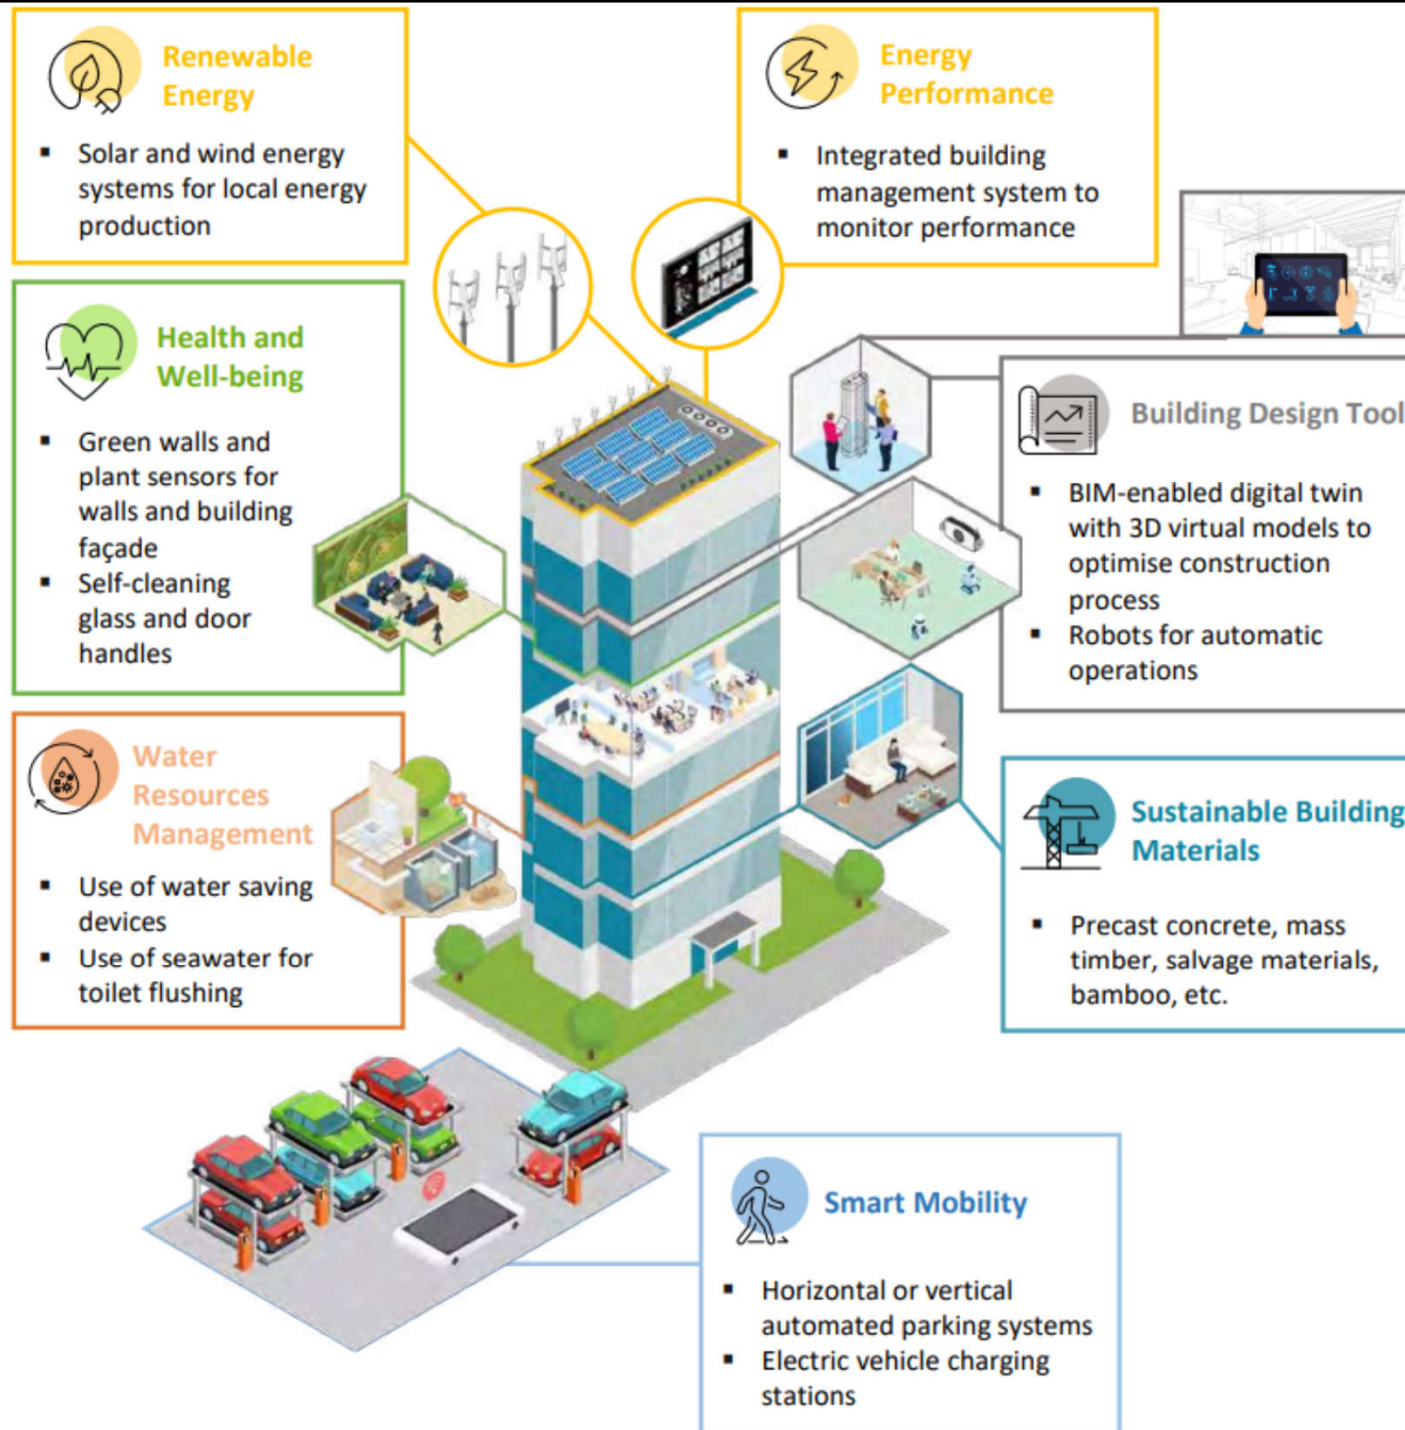 Renewable
Energy
▪ Solar and wind energy
systems for local energy
production
Energy
Performance
▪ Integrated building
management system to
monitor performance
Health and
Well-being
▪ Green walls and
plant sensors for
walls and building
façade
▪ Self-cleaning
glass and door
handles
Building Design Tool
▪ BIM-enabled digital twin
with 3D virtual models to
optimise construction
process
▪ Robots for automatic
operations
Water
Resources
Management
▪ Use of water saving
devices
▪ Use of seawater for
toilet flushing
Sustainable Building
Materials
▪ Precast concrete, mass
timber, salvage materials,
bamboo, etc.
Smart Mobility
▪ Horizontal or vertical
automated parking systems
▪ Electric vehicle charging
stations